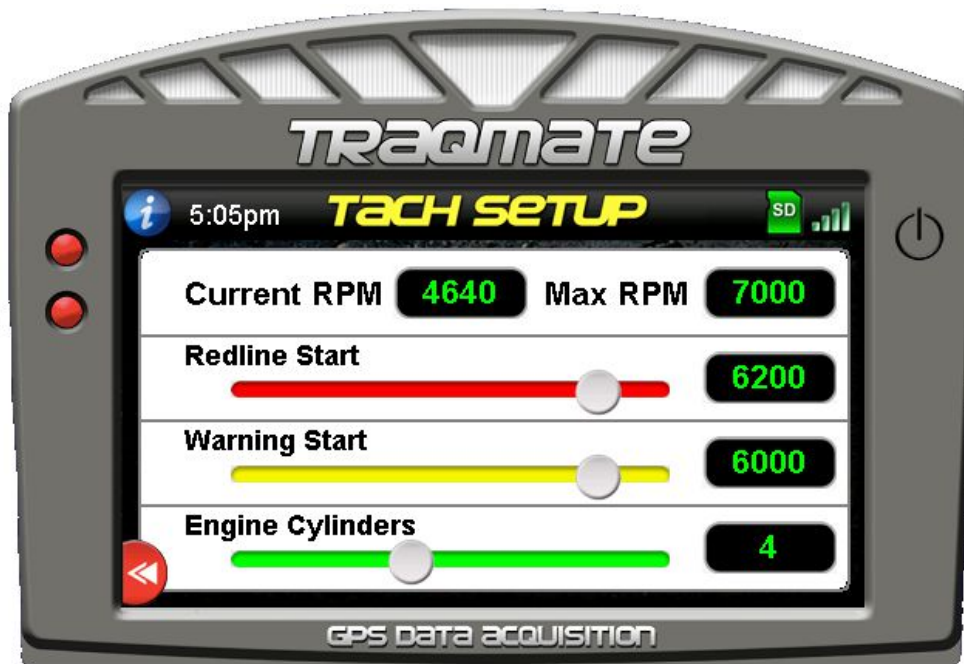 TRAQMATE
5:05pm TACH SETUP SD
Current RPM 4640 Max RPM 7000
Redline Start
6200
Warning Start
6000
Engine Cylinders
4
GPS DATA ACQUISITION